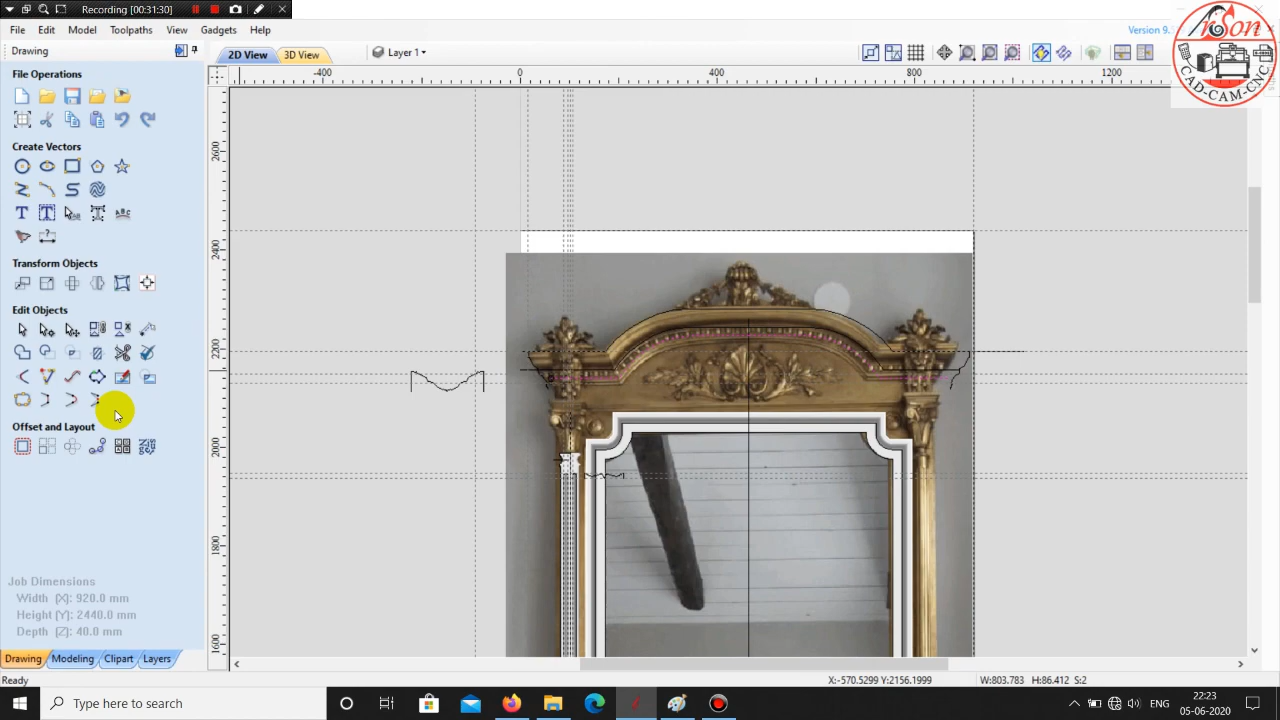 Recording [00:31:30]
File Edit Model Toolpaths View Gadgets Help
Version 9.
Drawing
2D View 3D View Layer 1
rSon
CAD-CAM-CNC
File Operations
-400 0 400 800 1200
Create Vectors
Transform Objects
Edit Objects
Offset and Layout
2600
2400
2200
2000
1800
1600
Job Dimensions
Width (X): 920.0 mm
Height (Y): 2440.0 mm
Depth (Z): 40.0 mm
Drawing Modeling Clipart Layers
Ready X:-570.5299 Y:2156.1999 W:803.783 H:86.412 S:2
Type here to search
ENG
22:23
05-06-2020